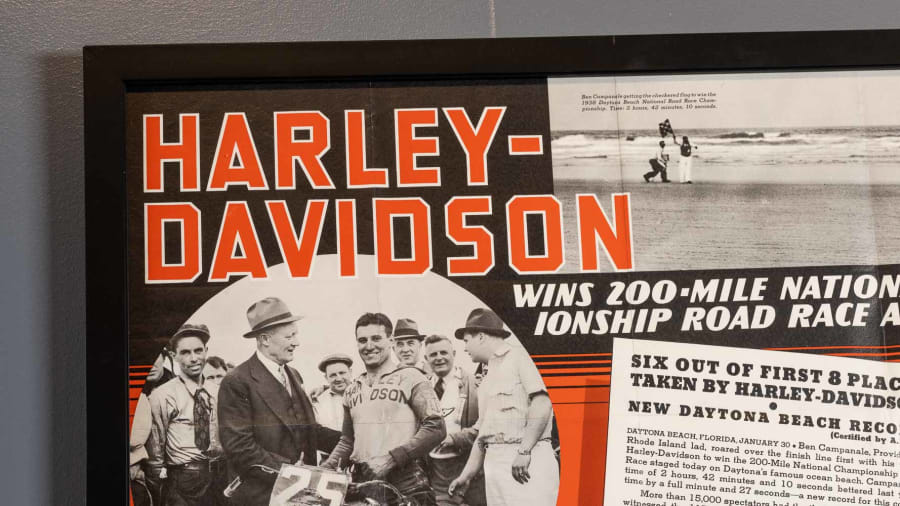 HARLEY-
DAVIDSON
Ben Campanale getting the checkered flag to win the
1938 Daytona Beach National Road Race Cham-
pionship. Time: 2 hours, 42 minutes, 10 seconds.
WINS 200-MILE NATION
IONSHIP ROAD RACE A
SIX OUT OF FIRST 8 PLAC
TAKEN BY HARLEY-DAVIDSO
NEW DAYTONA BEACH RECO
(Certified by A.
DAYTONA BEACH, FLORIDA, JANUARY 30 • Ben Campanale, Provid
Rhode Island lad, roared over the finish line first with his
Harley-Davidson to win the 200-Mile National Championship
Race staged today on Daytona's famous ocean beach. Campa
time of 2 hours, 42 minutes and 10 seconds bettered last y
time by a full minute and 27 seconds—a new record for this co
More than 15,000 spectators had
witnessed the
HARLEY
DAVIDSON
25